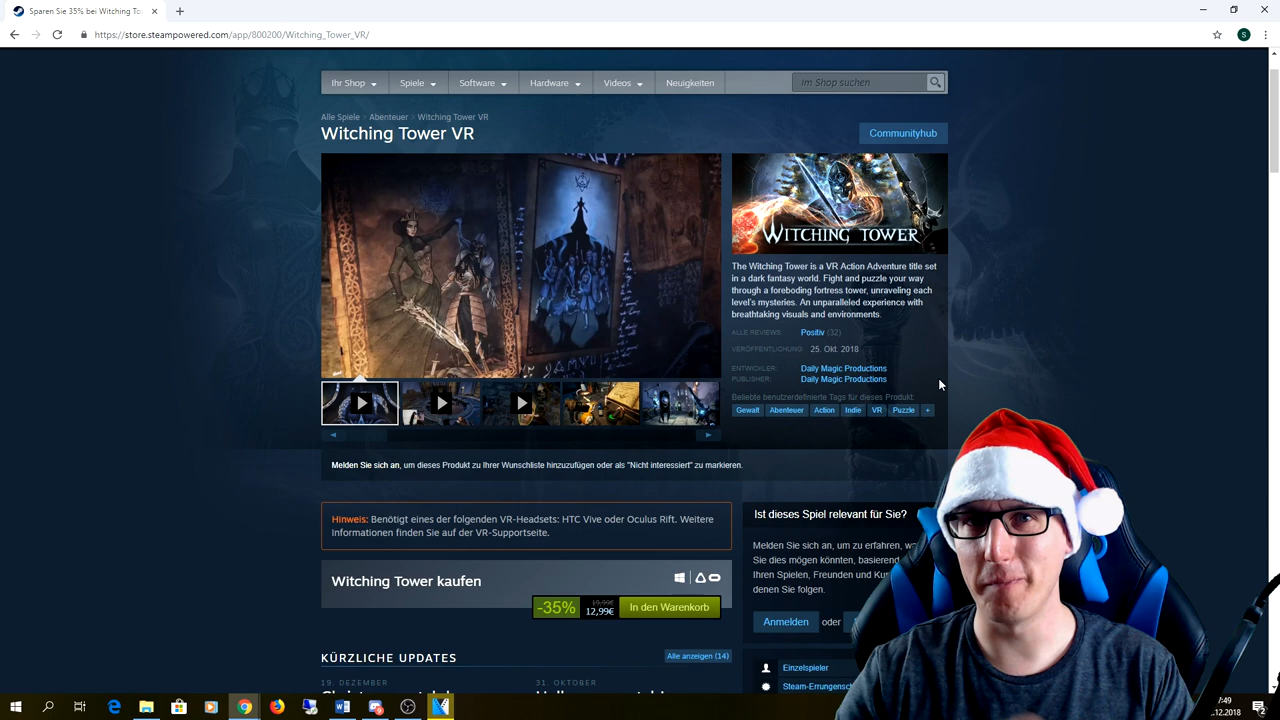 Sparen Sie 35% bei Witching To
https://store.steampowered.com/app/800200/Witching_Tower_VR/
S
Ihr Shop
Spiele
Software
Hardware
Videos
Neuigkeiten
im Shop suchen
Alle Spiele > Abenteuer > Witching Tower VR
Witching Tower VR
Communityhub
WITCHING TOWER
The Witching Tower is a VR Action Adventure title set
in a dark fantasy world. Fight and puzzle your way
through a foreboding fortress tower, unraveling each
level's mysteries. An unparalleled experience with
breathtaking visuals and environments.
ALLE REVIEWS: Positiv (32)
VERÖFFENTLICHUNG: 25. Okt. 2018
ENTWICKLER: Daily Magic Productions
PUBLISHER: Daily Magic Productions
Beliebte benutzerdefinierte Tags für dieses Produkt:
Gewalt Abenteuer Action Indie VR Puzzle +
Melden Sie sich an, um dieses Produkt zu Ihrer Wunschliste hinzuzufügen oder als "Nicht interessiert" zu markieren.
Hinweis: Benötigt eines der folgenden VR-Headsets: HTC Vive oder Oculus Rift. Weitere
Informationen finden Sie auf der VR-Supportseite.
Witching Tower kaufen
-35%
19,99€
12,99€
In den Warenkorb
Ist dieses Spiel relevant für Sie?
Melden Sie sich an, um zu erfahren,
Sie dies mögen könnten, basierend
Ihren Spielen, Freunden und
denen Sie folgen.
Anmelden oder
KÜRZLICHE UPDATES
Alle anzeigen (14)
19. DEZEMBER
31. OKTOBER
Einzelspieler
Steam-Errungensch
7:49
.12.2018
2